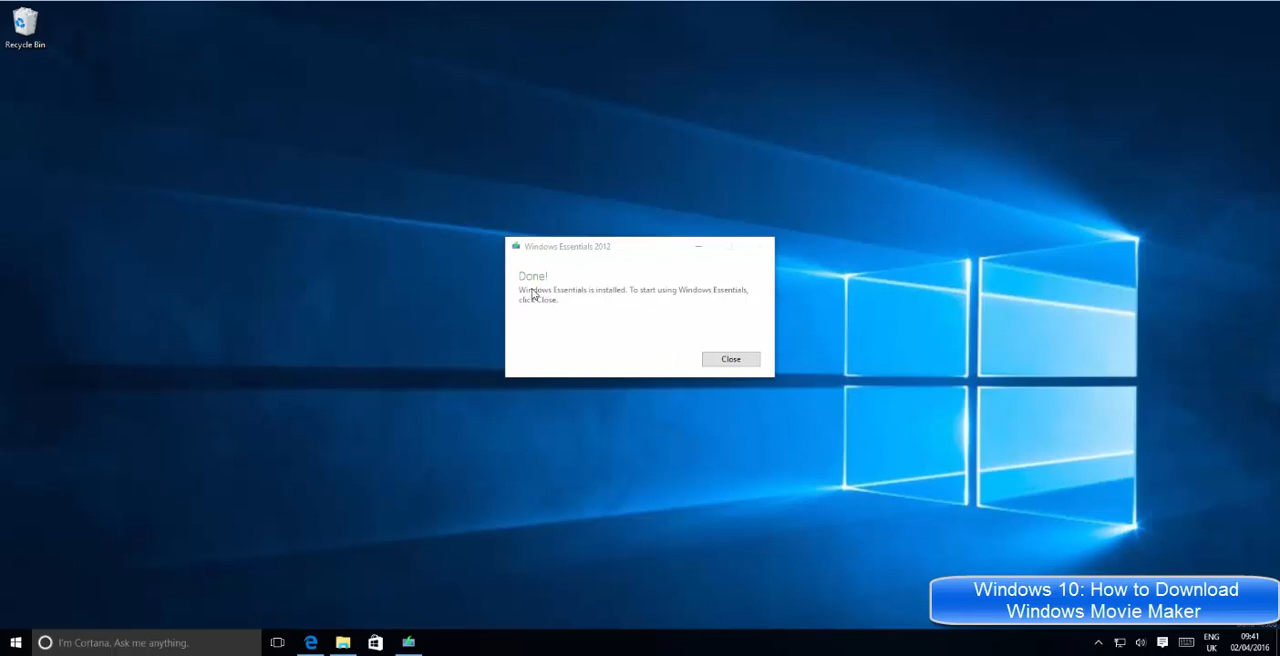 Recycle Bin
Windows Essentials 2012
Done!
Windows Essentials is installed. To start using Windows Essentials,
click Close.
Close
Windows 10: How to Download
Windows Movie Maker
I'm Cortana. Ask me anything.
ENG
UK
09:41
02/04/2016